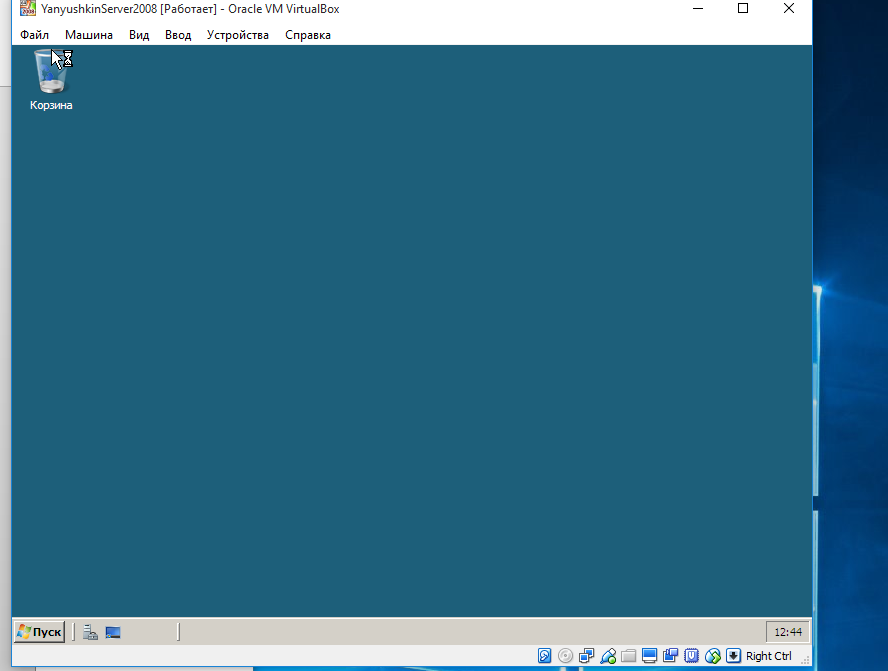 YanyushkinServer2008 [Работает] - Oracle VM VirtualBox
Файл Машина Вид Ввод Устройства Справка
Корзина
Пуск 12:44
Right Ctrl